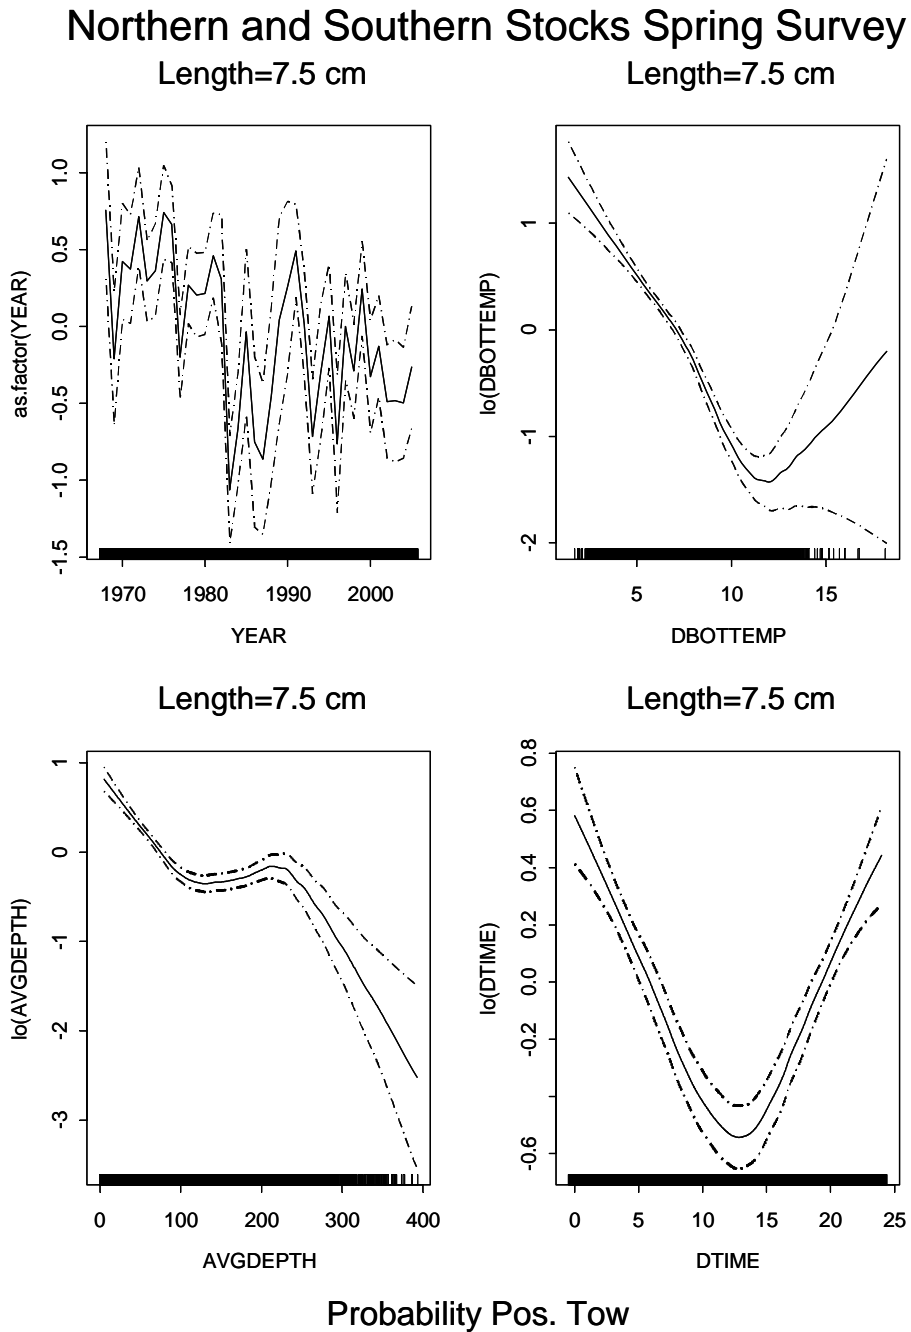 Northern and Southern Stocks Spring Survey
Length=7.5 cm
Length=7.5 cm
as.factor(YEAR)
1.0
0.5
0.0
-0.5
-1.0
-1.5
1970 1980 1990 2000
YEAR
lo(DBOTTEMP)
1
0
-1
-2
5 10 15
DBOTTEMP
Length=7.5 cm
Length=7.5 cm
lo(AVGDEPTH)
1
0
-1
-2
-3
0 100 200 300 400
AVGDEPTH
lo(DTIME)
0.8
0.6
0.4
0.2
0.0
-0.2
-0.6
0 5 10 15 20 25
DTIME
Probability Pos. Tow